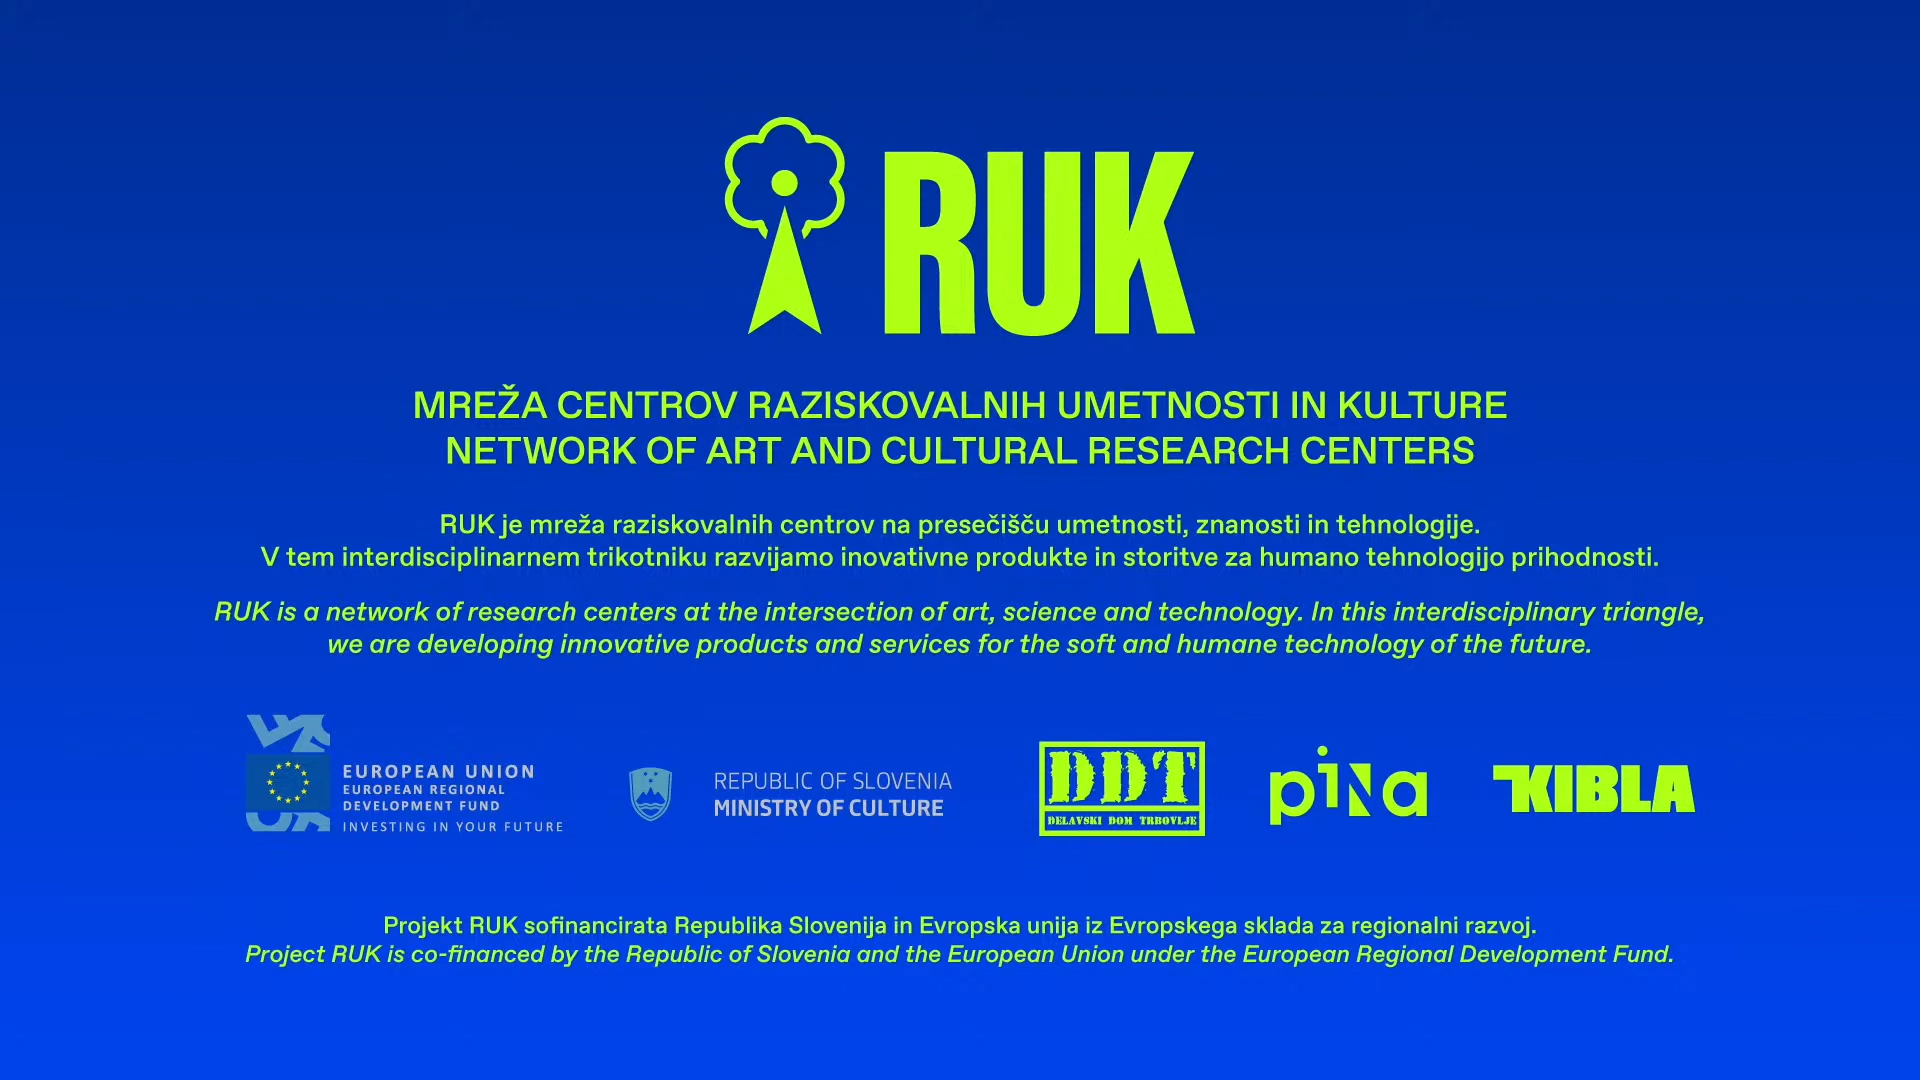 RUK
MREŽA CENTROV RAZISKOVALNIH UMETNOSTI IN KULTURE
NETWORK OF ART AND CULTURAL RESEARCH CENTERS
RUK je mreža raziskovalnih centrov na presečišču umetnosti, znanosti in tehnologije.
V tem interdisciplinarnem trikotniku razvijamo inovativne produkte in storitve za humano tehnologijo prihodnosti.
RUK is a network of research centers at the intersection of art, science and technology. In this interdisciplinary triangle,
we are developing innovative products and services for the soft and humane technology of the future.
EUROPEAN UNION
EUROPEAN REGIONAL
DEVELOPMENT FUND
INVESTING IN YOUR FUTURE
REPUBLIC OF SLOVENIA
MINISTRY OF CULTURE
DDT
DELAVSKI DOM TRBOVLJE
piNa
KIBLA
Projekt RUK sofinancirata Republika Slovenija in Evropska unija iz Evropskega sklada za regionalni razvoj.
Project RUK is co-financed by the Republic of Slovenia and the European Union under the European Regional Development Fund.